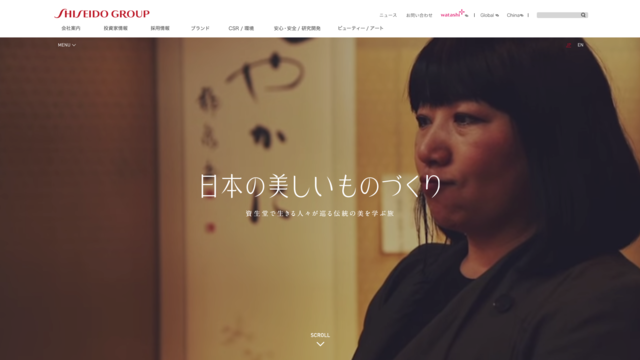 SHISEIDO GROUP
ニュース
お問い合わせ
watashi+
Global
China
会社案内
投資家情報
採用情報
ブランド
CSR / 環境
安心・安全 / 研究開発
ビューティー / アート
MENU
EN
やかに
日本の美しいものづくり
資生堂で生きる人々が巡る伝統の美を学ぶ旅
SCROLL